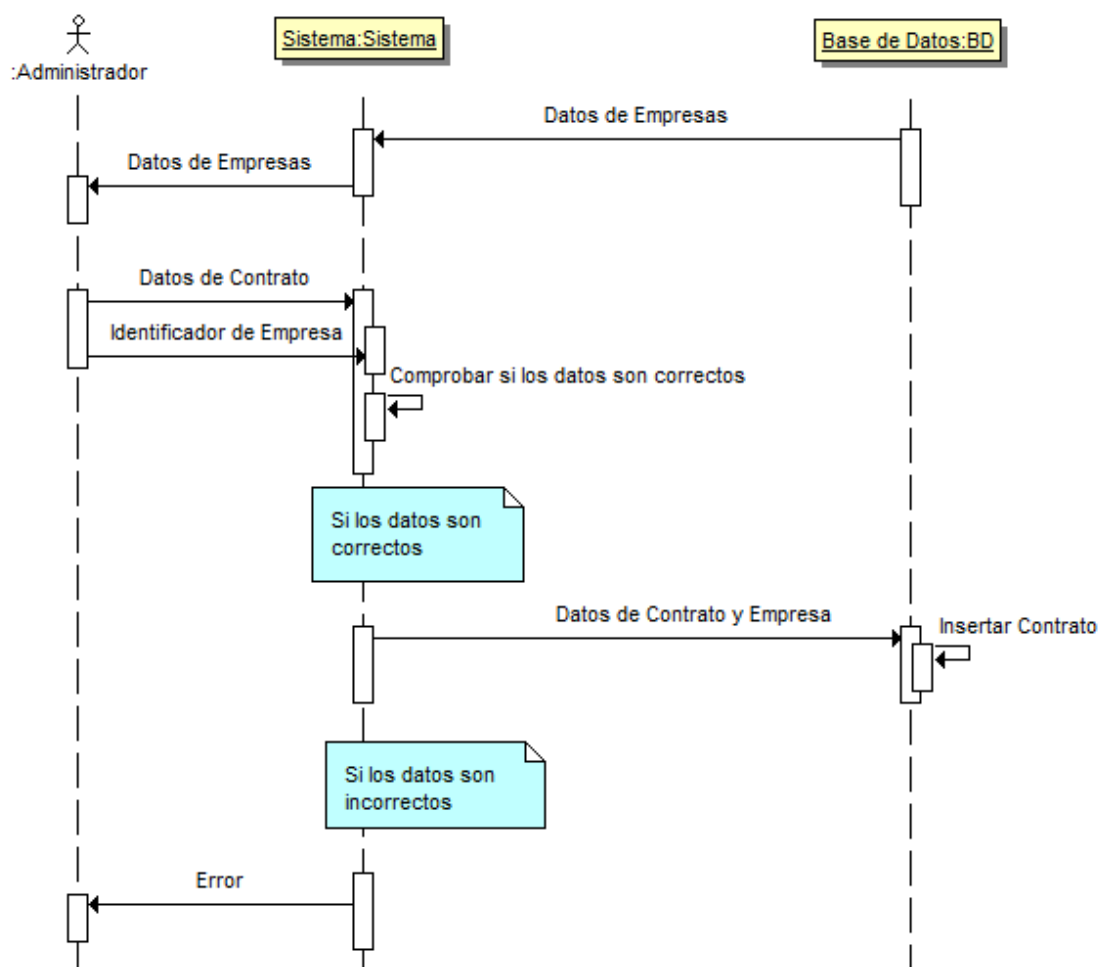 Sistema:Sistema
Base de Datos:BD
:Administrador
Datos de Empresas
Datos de Empresas
Datos de Contrato
Identificador de Empresa
Comprobar si los datos son correctos
Si los datos son
correctos
Datos de Contrato y Empresa
Insertar Contrato
Si los datos son
incorrectos
Error